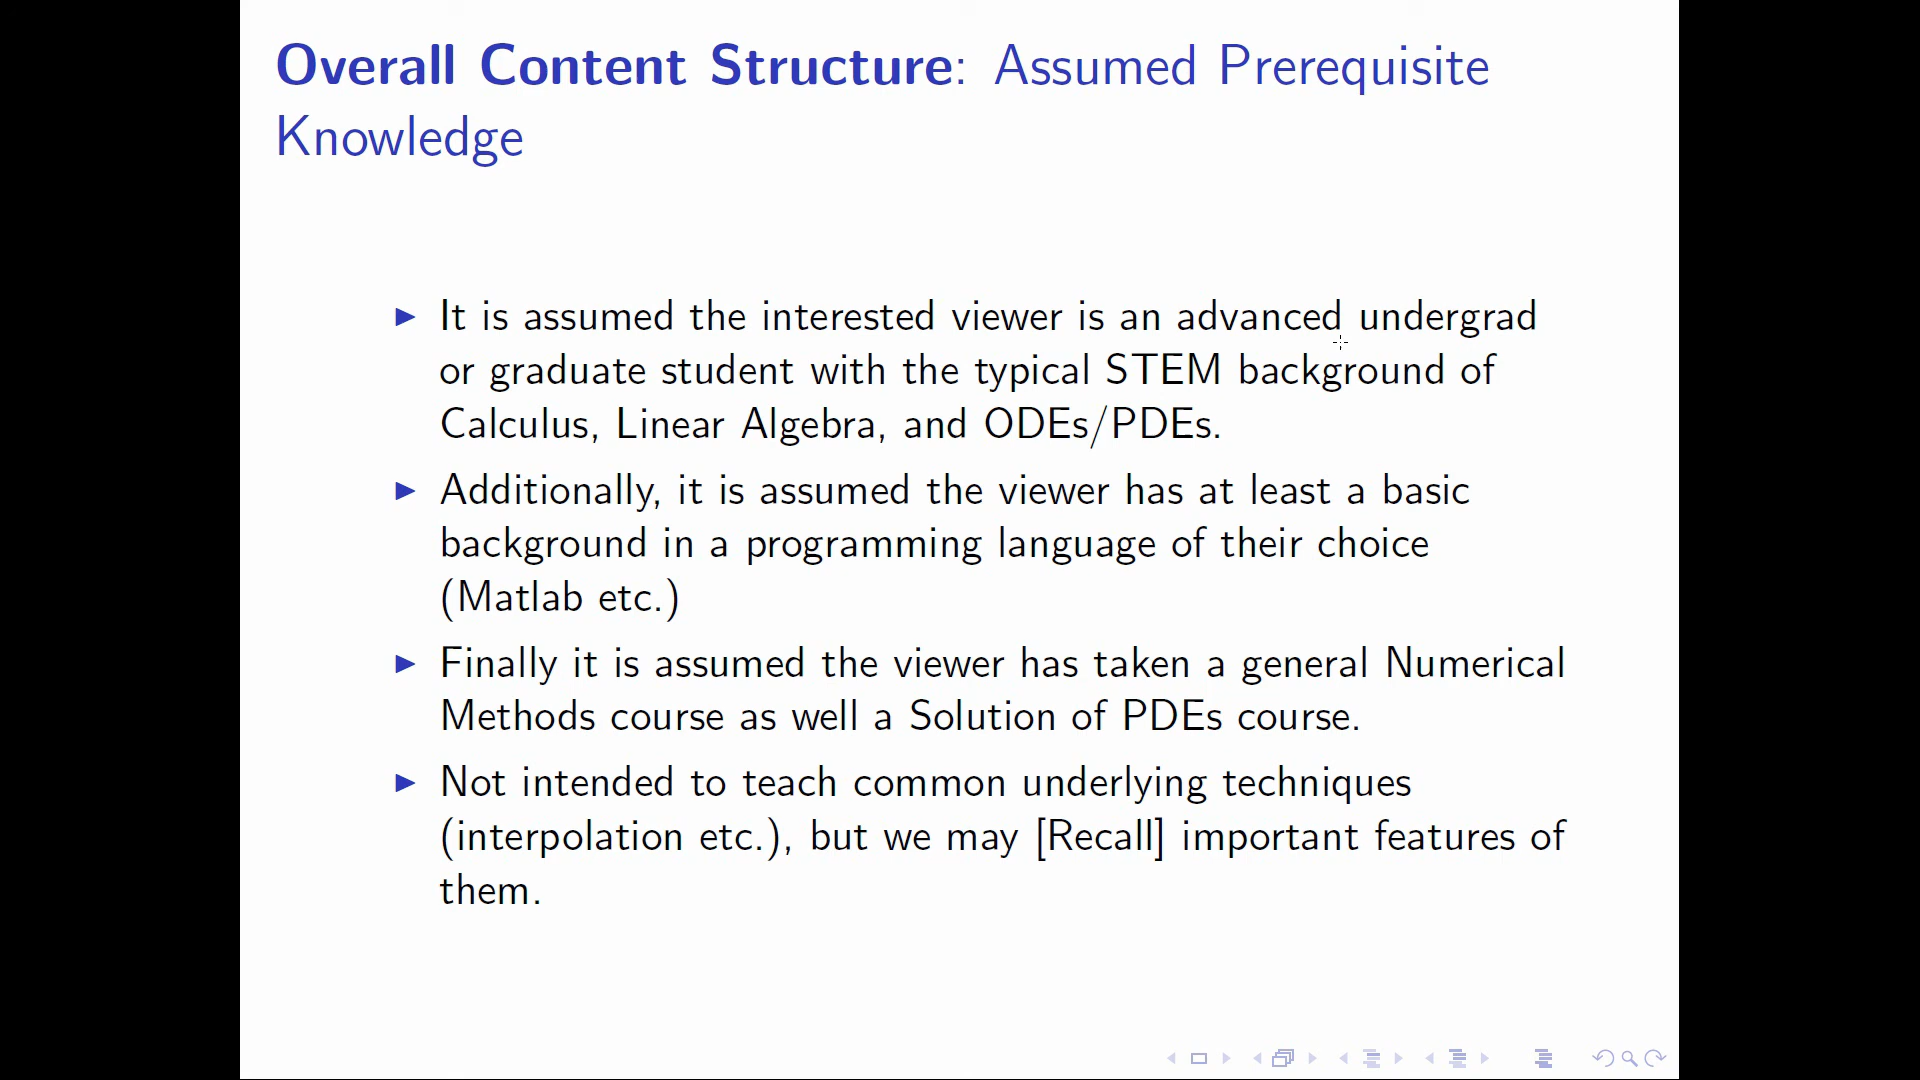 Overall Content Structure: Assumed Prerequisite
Knowledge
It is assumed the interested viewer is an advanced undergrad
or graduate student with the typical STEM background of
Calculus, Linear Algebra, and ODEs/PDEs.
Additionally, it is assumed the viewer has at least a basic
background in a programming language of their choice
(Matlab etc.)
Finally it is assumed the viewer has taken a general Numerical
Methods course as well a Solution of PDEs course.
Not intended to teach common underlying techniques
(interpolation etc.), but we may [Recall] important features of
them.